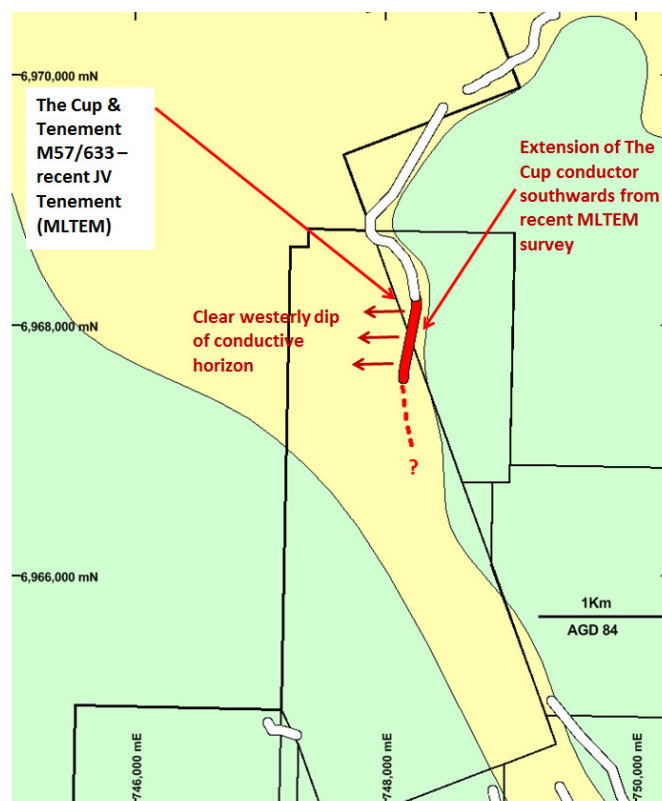 6,970,000 mN
The Cup &
Tenement
M57/633 –
recent JV
Tenement
(MLTEM)
Extension of The
Cup conductor
southwards from
recent MLTEM
survey
6,968,000 mN
Clear westerly dip
of conductive
horizon
?
6,966,000 mN
1Km
AGD 84
746,000 mE
748,000 mE
750,000 mE